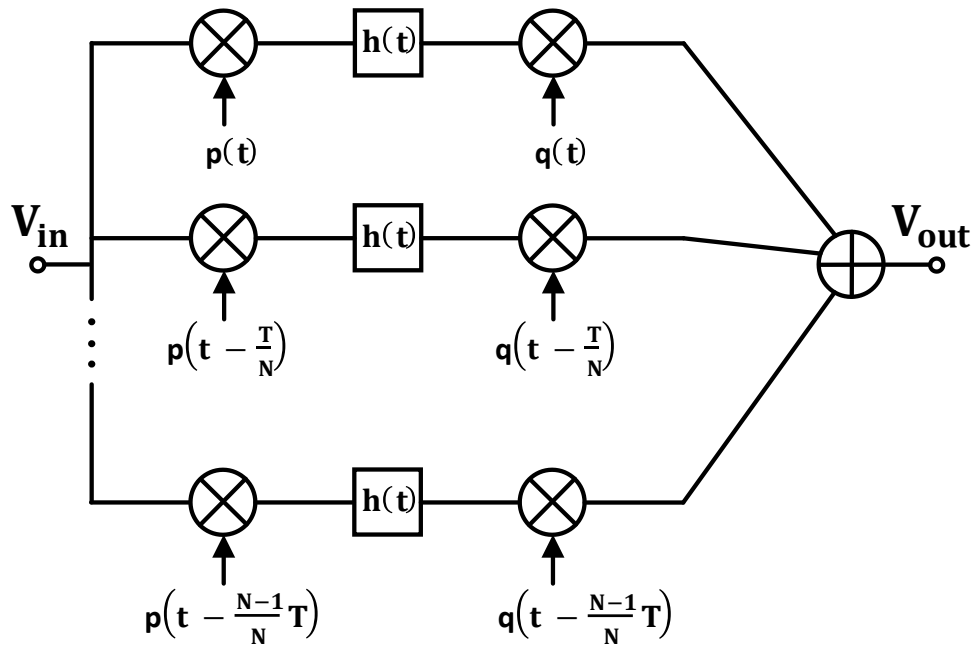 h(t)
p(t)
q(t)
V_in
h(t)
V_out
p(t − T/N)
q(t − T/N)
h(t)
p(t − N−1/N T)
q(t − N−1/N T)